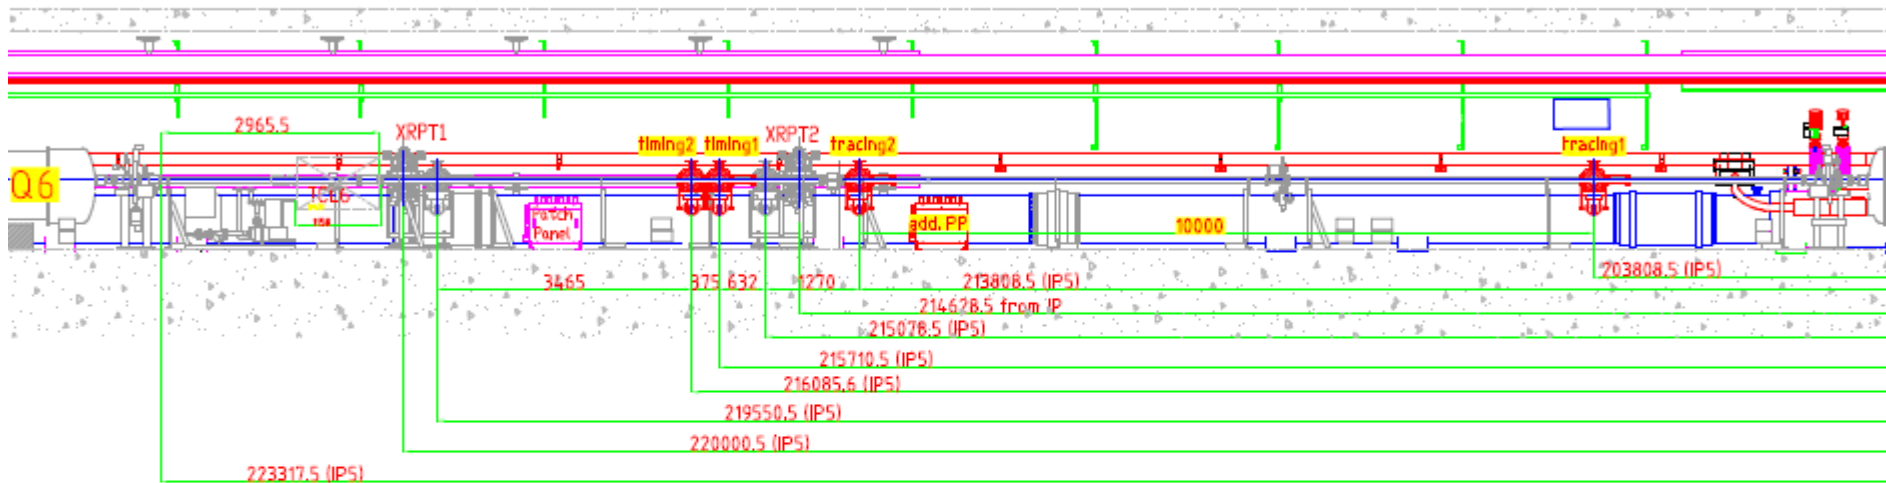 2965.5
XRPT1
timing2 timing1 XRPT2 tracing2 tracing1
Q6
TCL6
Patch
Panel
add. PP
10000
3465 375 632 1270 213808.5 (IP5) 203808.5 (IP5)
214628.5 from IP
215078.5 (IP5)
215710.5 (IP5)
216085.6 (IP5)
219550.5 (IP5)
220000.5 (IP5)
223317.5 (IP5)